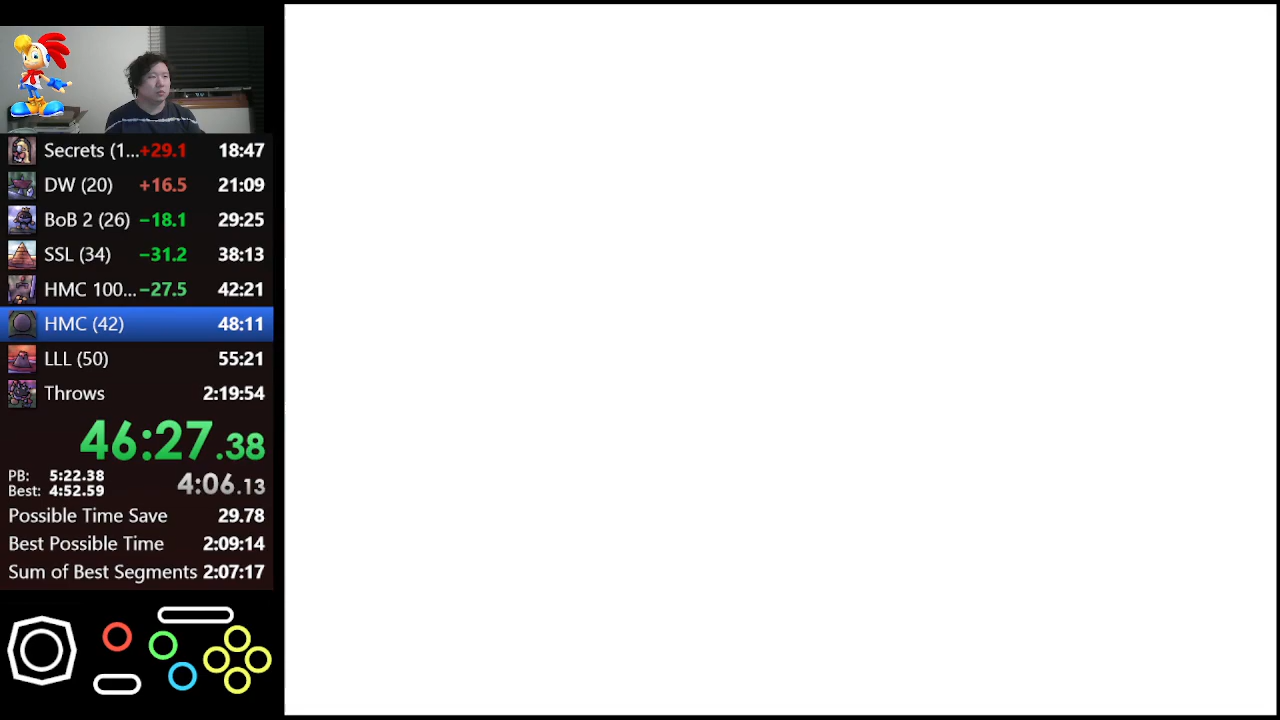 Secrets (1... +29.1 18:47
DW (20) +16.5 21:09
BoB 2 (26) −18.1 29:25
SSL (34) −31.2 38:13
HMC 100... −27.5 42:21
HMC (42) 48:11
LLL (50) 55:21
Throws 2:19:54
46:27.38
PB: 5:22.38
Best: 4:52.59
4:06.13
Possible Time Save 29.78
Best Possible Time 2:09:14
Sum of Best Segments 2:07:17